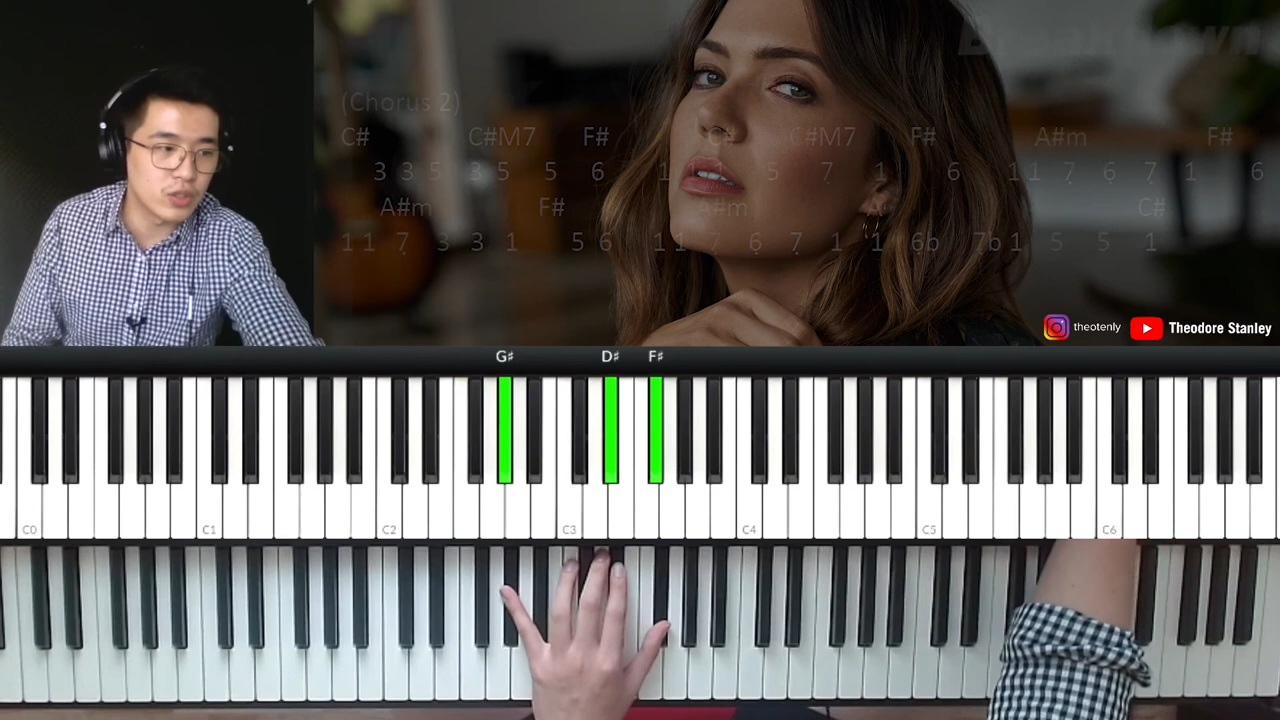 (Chorus 2)
C# C#M7 F# C#M7 F# A#m F#
3 3 5 3 5 5 6 1 5 7 1 6 1 1 7 6 7 1 6
A#m F# A#m C#
1 1 7 3 3 1 5 6 1 1 7 6 7 1 1 6b 7b 1 5 5 1
theotenly Theodore Stanley
G♯ D♯ F♯
C0 C1 C2 C3 C4 C5 C6